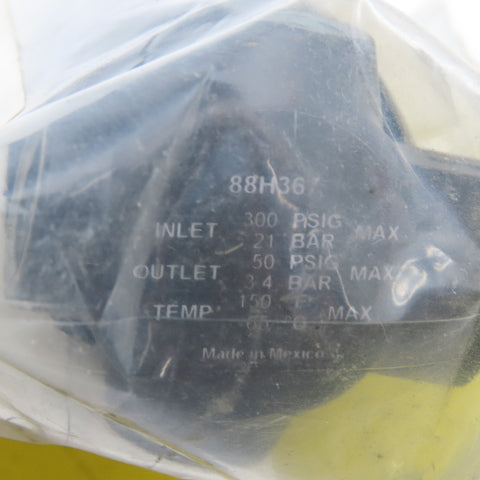 88H367
INLET 300 PSIG MAX
21 BAR
OUTLET 50 PSIG MAX
3.4 BAR
TEMP 150 °F MAX
C
Made in Mexico